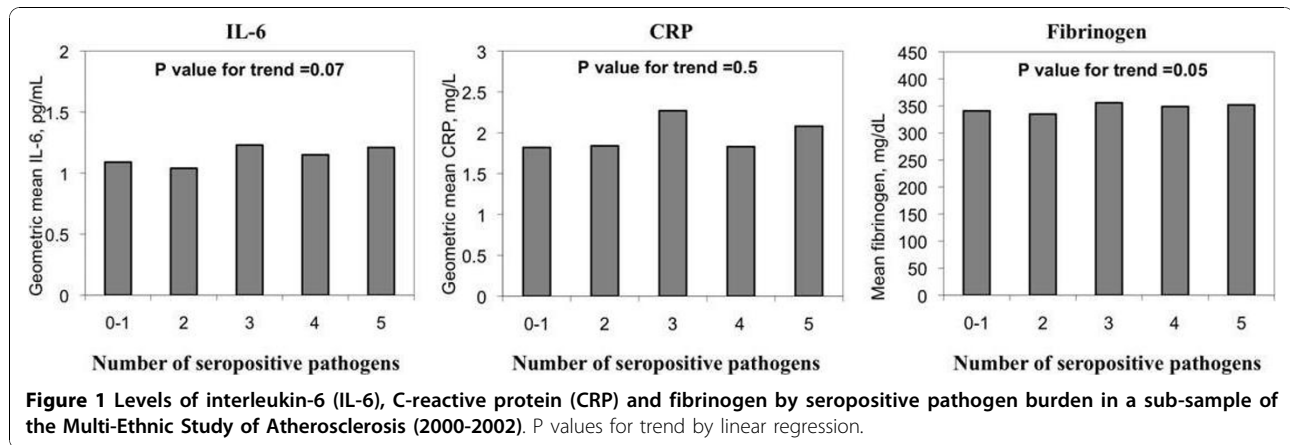 IL-6
P value for trend =0.07
Geometric mean IL-6, pg/mL
2
1.5
1
0.5
0
0-1 2 3 4 5
Number of seropositive pathogens
CRP
P value for trend =0.5
Geometric mean CRP, mg/L
3
2.5
2
1.5
1
0.5
0
0-1 2 3 4 5
Number of seropositive pathogens
Fibrinogen
P value for trend =0.05
Mean fibrinogen, mg/dL
450
400
350
300
250
200
150
100
50
0
0-1 2 3 4 5
Number of seropositive pathogens
Figure 1 Levels of interleukin-6 (IL-6), C-reactive protein (CRP) and fibrinogen by seropositive pathogen burden in a sub-sample of
the Multi-Ethnic Study of Atherosclerosis (2000-2002). P values for trend by linear regression.